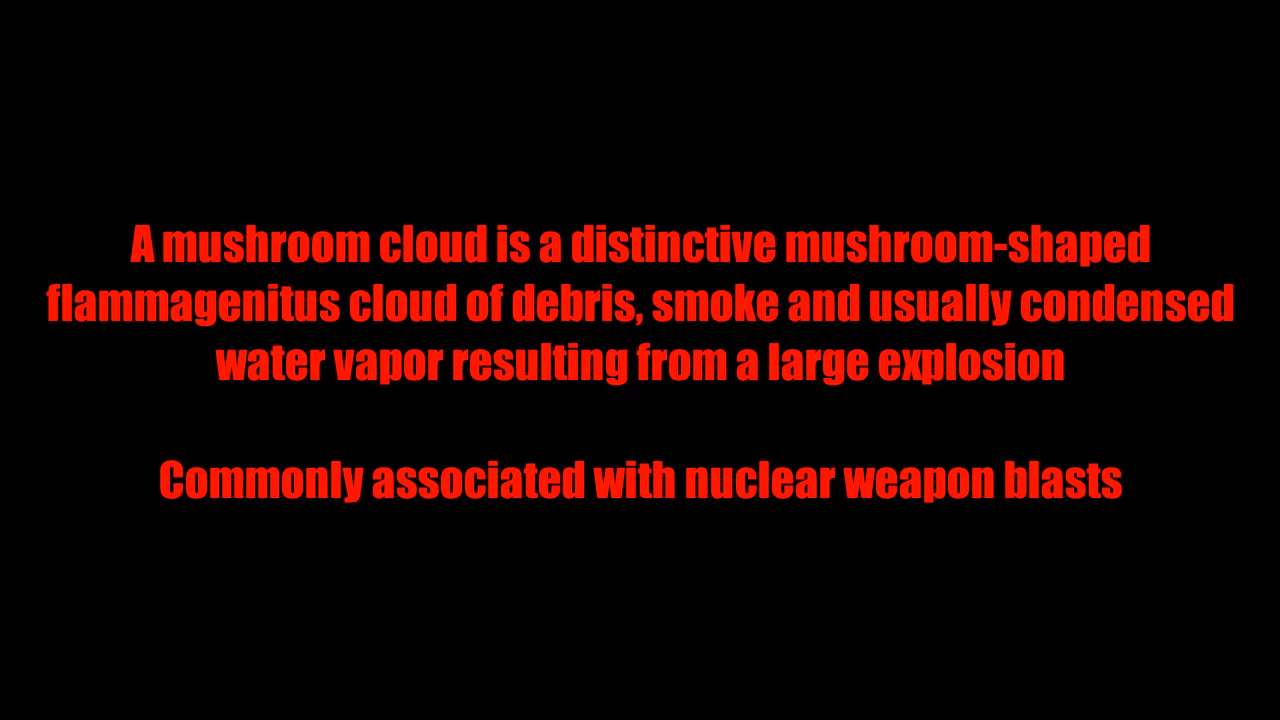 A mushroom cloud is a distinctive mushroom-shaped
flammagenitus cloud of debris, smoke and usually condensed
water vapor resulting from a large explosion
Commonly associated with nuclear weapon blasts